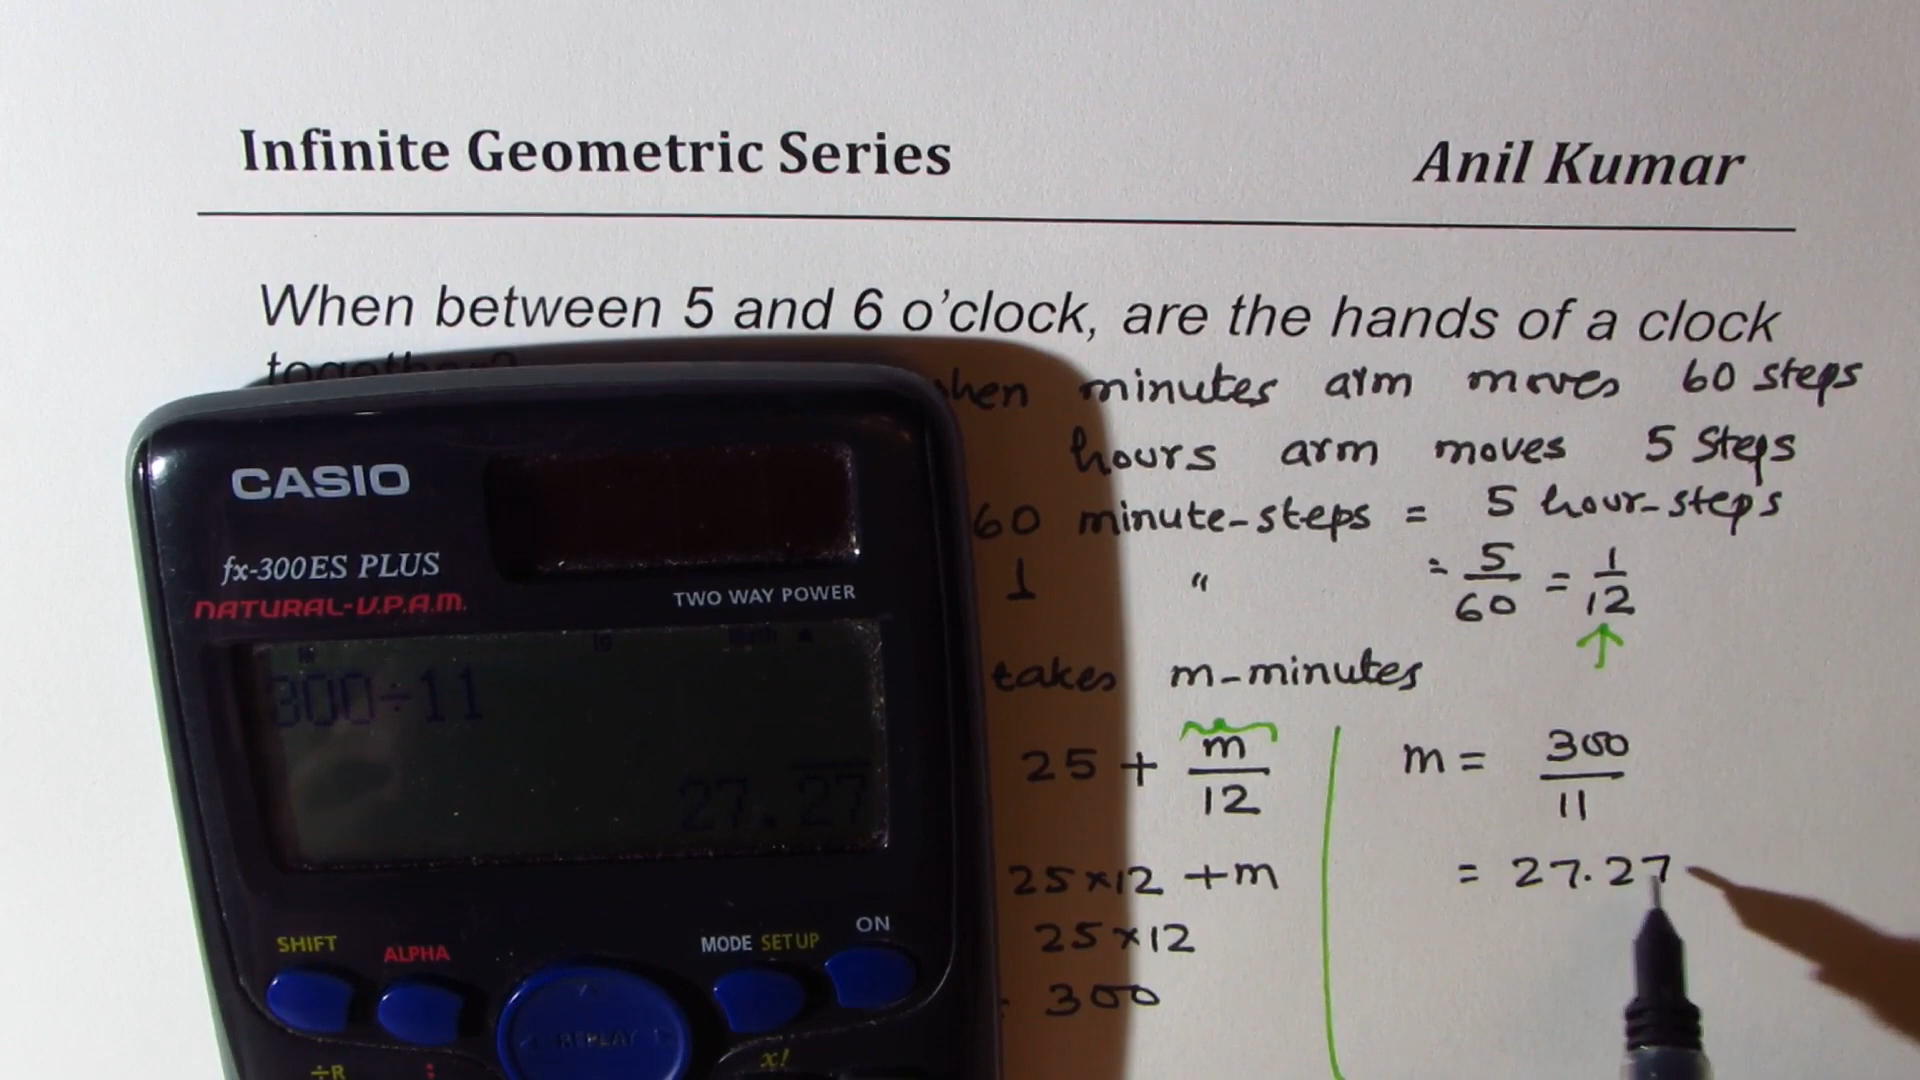 Infinite Geometric Series Anil Kumar
When between 5 and 6 o'clock, are the hands of a clock
minutes arm moves 60 steps
hours arm moves 5 steps
60 minute-steps = 5 hour-steps
1 " = 5/60 = 1/12
takes m-minutes
25 + m/12
25×12 + m
25×12
300
m = 300/11
= 27.27
CASIO
fx-300ES PLUS
NATURAL-V.P.A.M.
TWO WAY POWER
Math
300÷11
27.27
SHIFT ALPHA MODE SETUP ON
REPLAY
÷R : x!